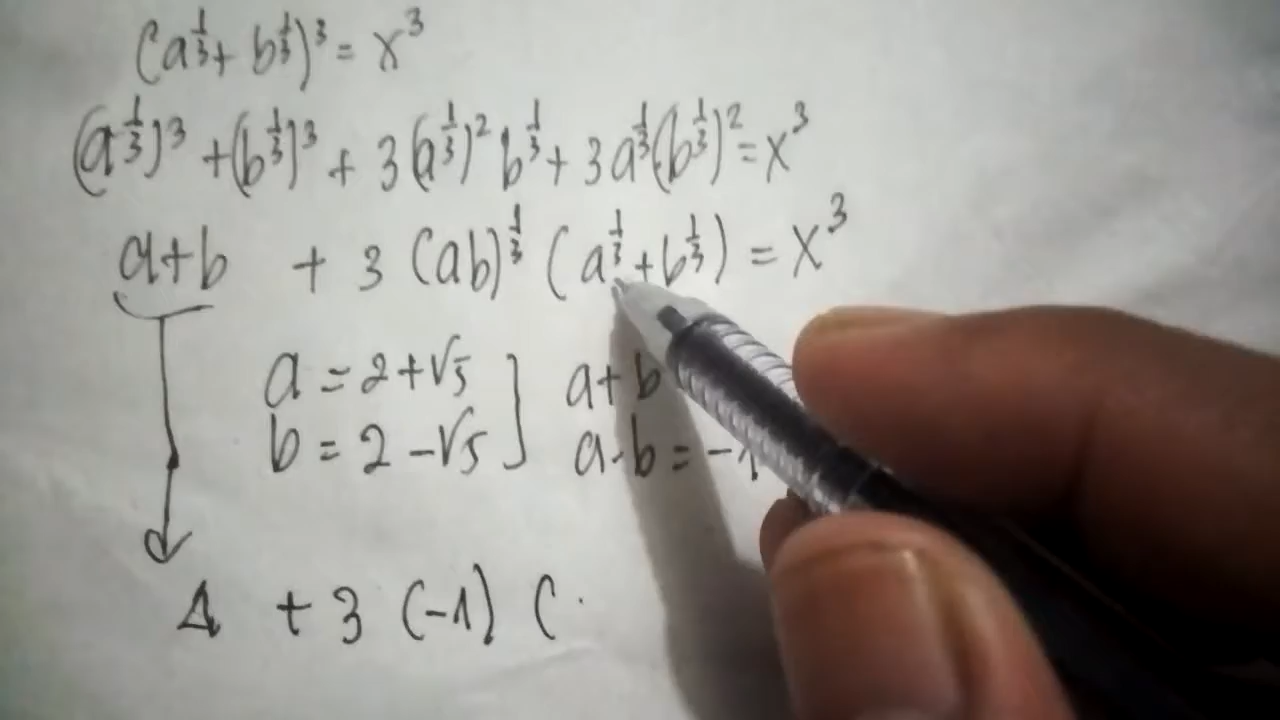 (a^{1/3} + b^{1/3})^3 = x^3
(a^{1/3})^3 + (b^{1/3})^3 + 3(a^{1/3})^2 b^{1/3} + 3a^{1/3}(b^{1/3})^2 = x^3
a+b + 3 (ab)^{1/3} (a^{1/3} + b^{1/3}) = x^3
a = 2+√5 ] a+b
b = 2-√5 a·b = -1
4 + 3 (-1) (